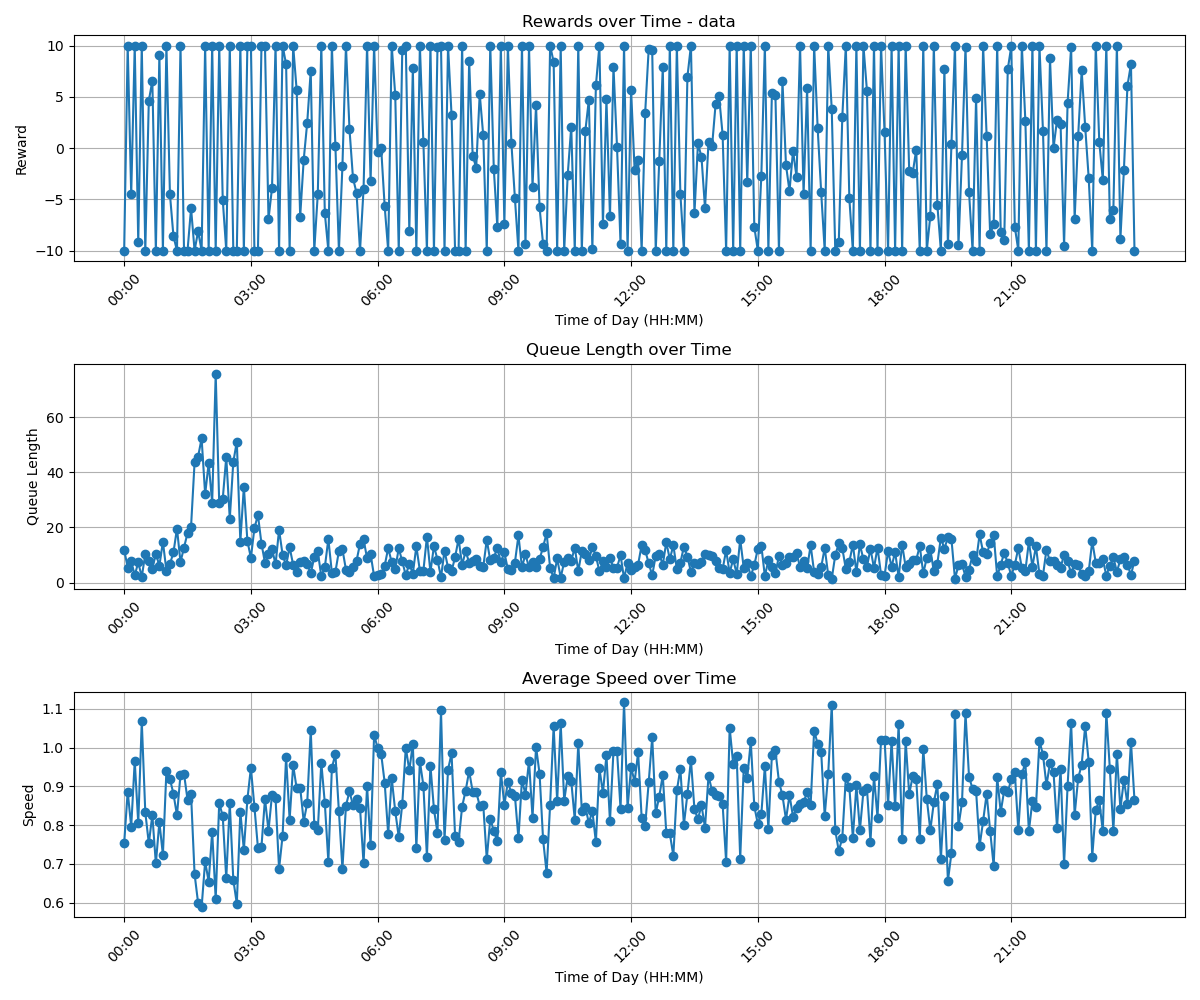 Rewards over Time - data
Reward
10
5
0
−5
−10
00:00 03:00 06:00 09:00 12:00 15:00 18:00 21:00
Time of Day (HH:MM)
Queue Length over Time
Queue Length
60
40
20
0
00:00 03:00 06:00 09:00 12:00 15:00 18:00 21:00
Time of Day (HH:MM)
Average Speed over Time
Speed
1.1
1.0
0.9
0.8
0.7
0.6
00:00 03:00 06:00 09:00 12:00 15:00 18:00 21:00
Time of Day (HH:MM)